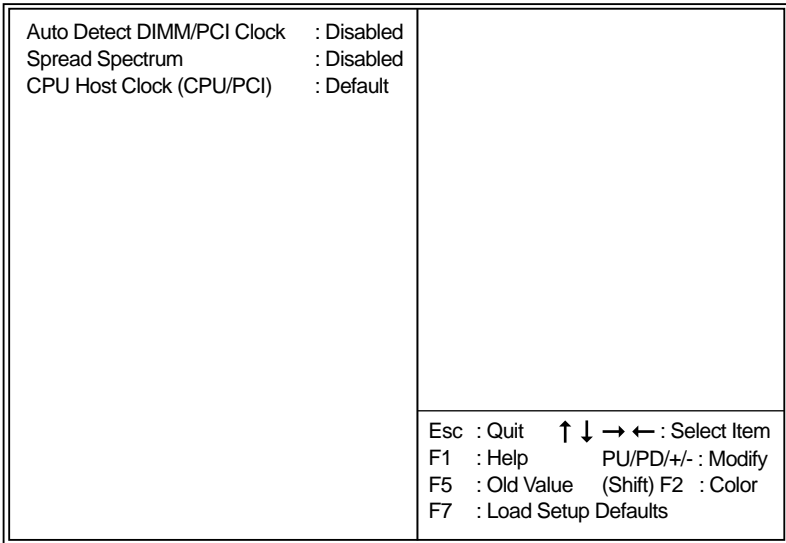 Auto Detect DIMM/PCI Clock : Disabled
Spread Spectrum : Disabled
CPU Host Clock (CPU/PCI) : Default
Esc : Quit ↑ ↓ → ← : Select Item
F1 : Help PU/PD/+/- : Modify
F5 : Old Value (Shift) F2 : Color
F7 : Load Setup Defaults